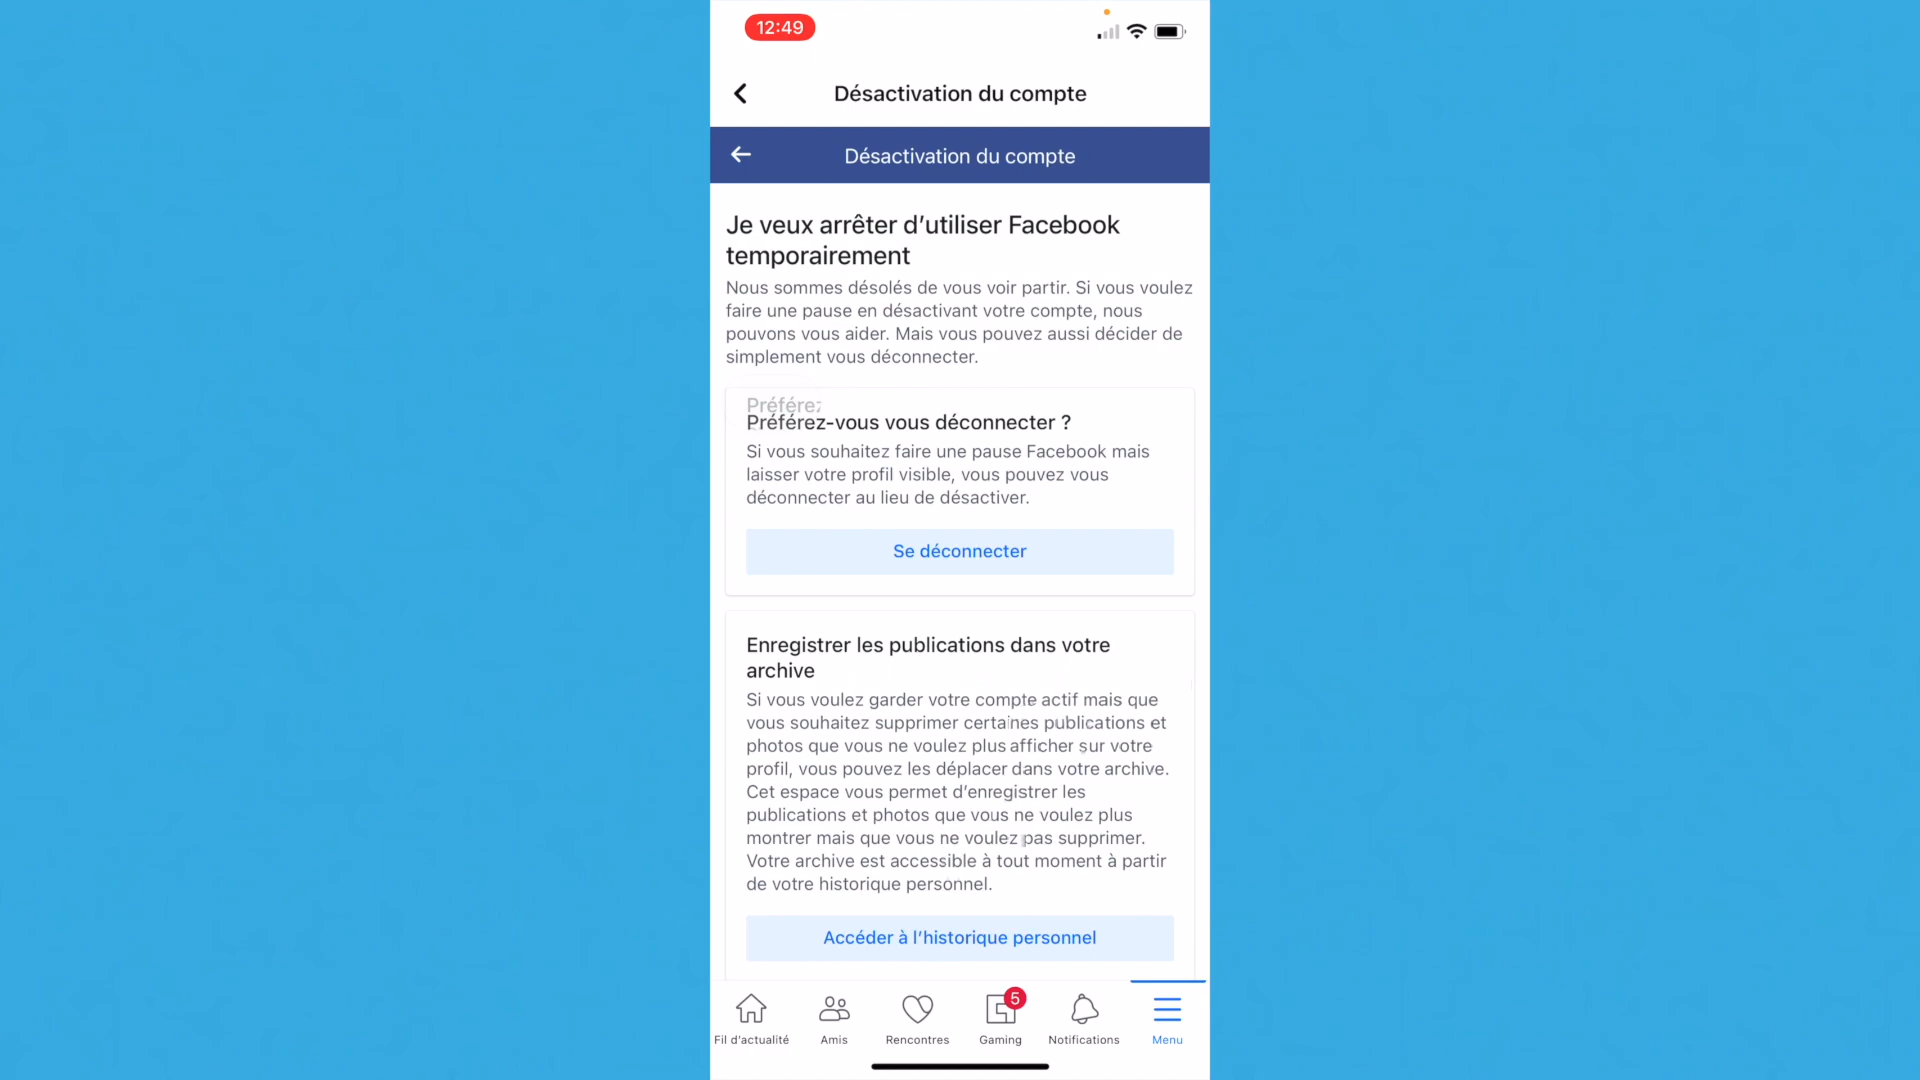 12:49
Désactivation du compte
Désactivation du compte
Je veux arrêter d’utiliser Facebook
temporairement
Nous sommes désolés de vous voir partir. Si vous voulez
faire une pause en désactivant votre compte, nous
pouvons vous aider. Mais vous pouvez aussi décider de
simplement vous déconnecter.
Préférez
Préférez-vous vous déconnecter ?
Si vous souhaitez faire une pause Facebook mais
laisser votre profil visible, vous pouvez vous
déconnecter au lieu de désactiver.
Se déconnecter
Enregistrer les publications dans votre
archive
Si vous voulez garder votre compte actif mais que
vous souhaitez supprimer certaines publications et
photos que vous ne voulez plus afficher sur votre
profil, vous pouvez les déplacer dans votre archive.
Cet espace vous permet d’enregistrer les
publications et photos que vous ne voulez plus
montrer mais que vous ne voulez pas supprimer.
Votre archive est accessible à tout moment à partir
de votre historique personnel.
Accéder à l’historique personnel
5
Fil d'actualité Amis Rencontres Gaming Notifications Menu